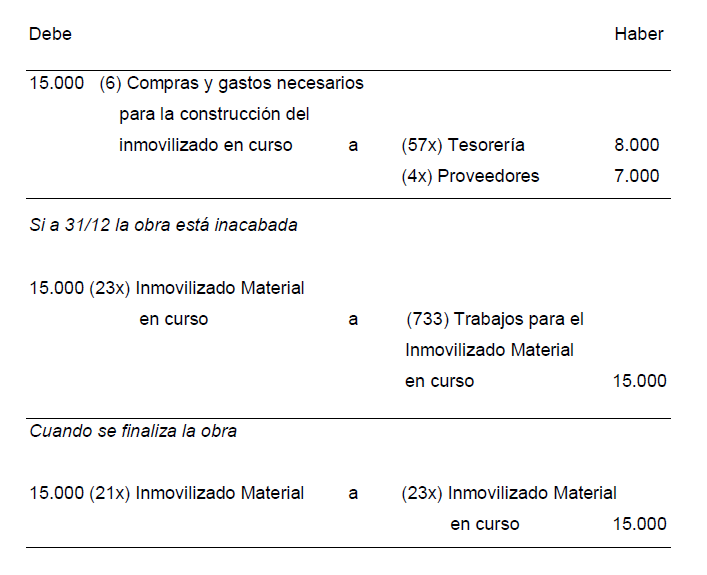 Debe Haber
15.000 (6) Compras y gastos necesarios
para la construcción del
inmovilizado en curso a (57x) Tesorería 8.000
(4x) Proveedores 7.000
Si a 31/12 la obra está inacabada
15.000 (23x) Inmovilizado Material
en curso a (733) Trabajos para el
Inmovilizado Material
en curso 15.000
Cuando se finaliza la obra
15.000 (21x) Inmovilizado Material a (23x) Inmovilizado Material
en curso 15.000